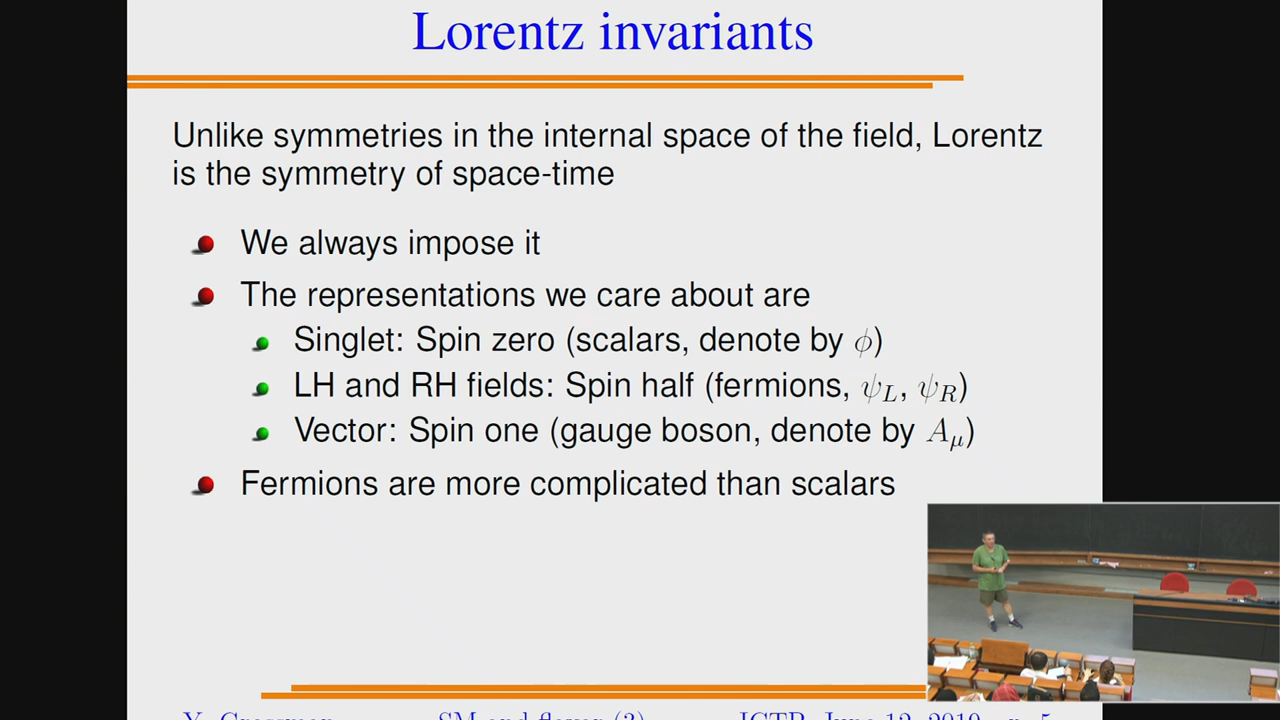 Lorentz invariants
Unlike symmetries in the internal space of the field, Lorentz
is the symmetry of space-time
We always impose it
The representations we care about are
Singlet: Spin zero (scalars, denote by ϕ)
LH and RH fields: Spin half (fermions, ψ_L, ψ_R)
Vector: Spin one (gauge boson, denote by A_μ)
Fermions are more complicated than scalars